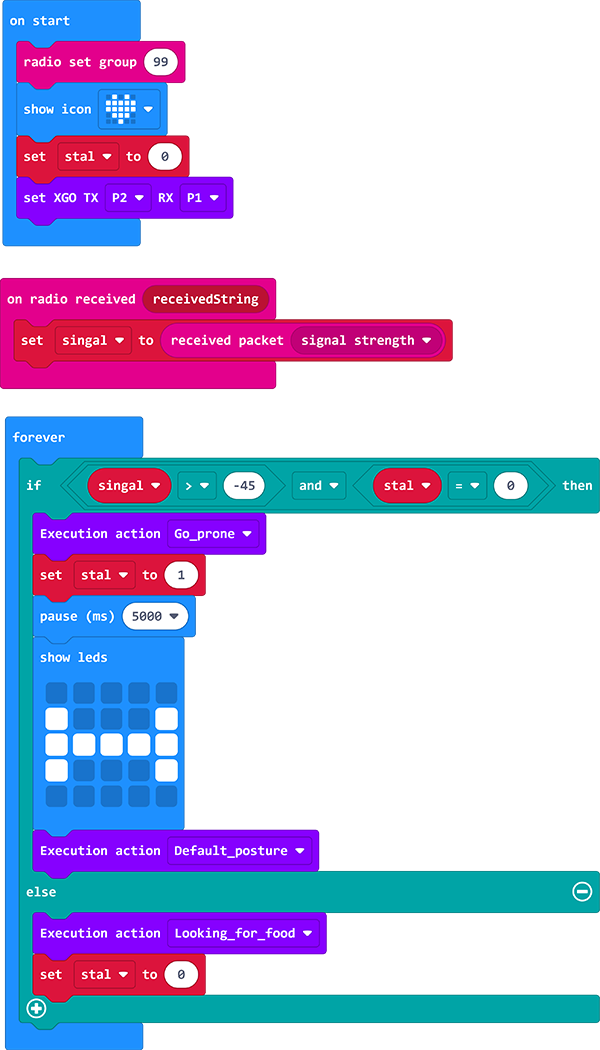 on start
radio set group 99
show icon
set stal to 0
set XGO TX P2 RX P1
on radio received receivedString
set singal to received packet signal strength
forever
if singal > -45 and stal = 0 then
Execution action Go_prone
set stal to 1
pause (ms) 5000
show leds
Execution action Default_posture
else
Execution action Looking_for_food
set stal to 0